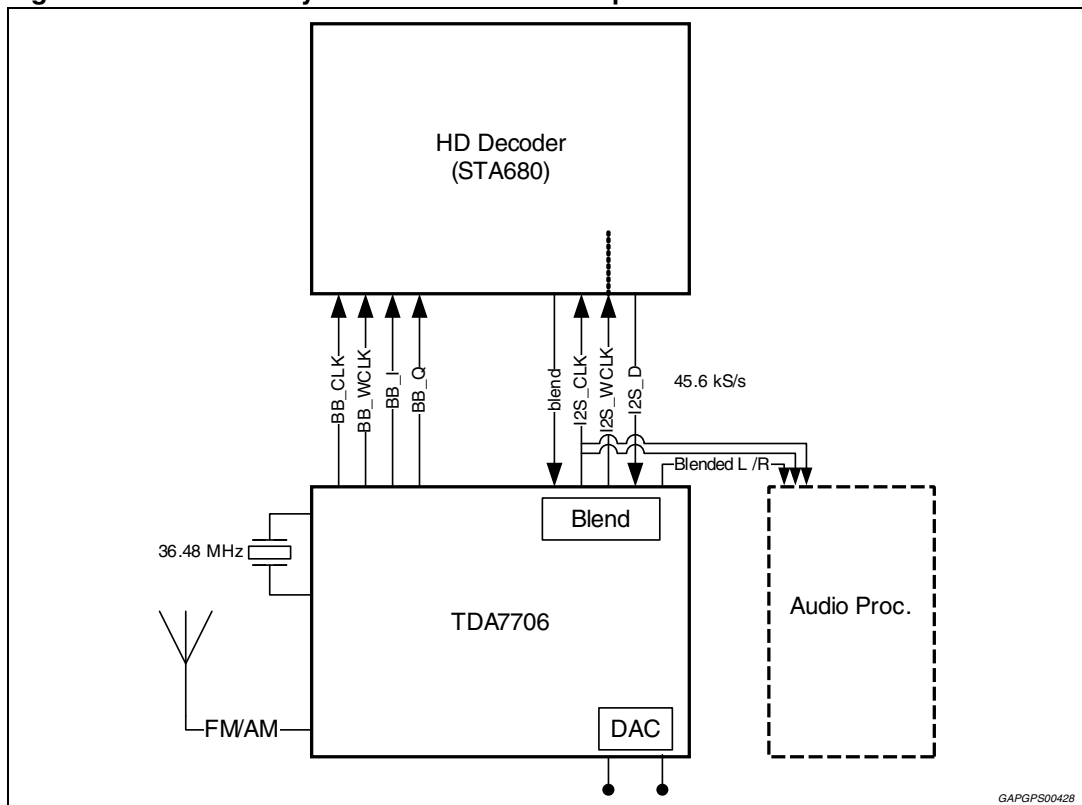 HD Decoder
(STA680)
BB_CLK
BB_WCLK
BB_I
BB_Q
blend
I2S_CLK
I2S_WCLK
I2S_D
45.6 kS/s
Blended L /R
Blend
36.48 MHz
TDA7706
Audio Proc.
FM/AM
DAC
GAPGPS00428